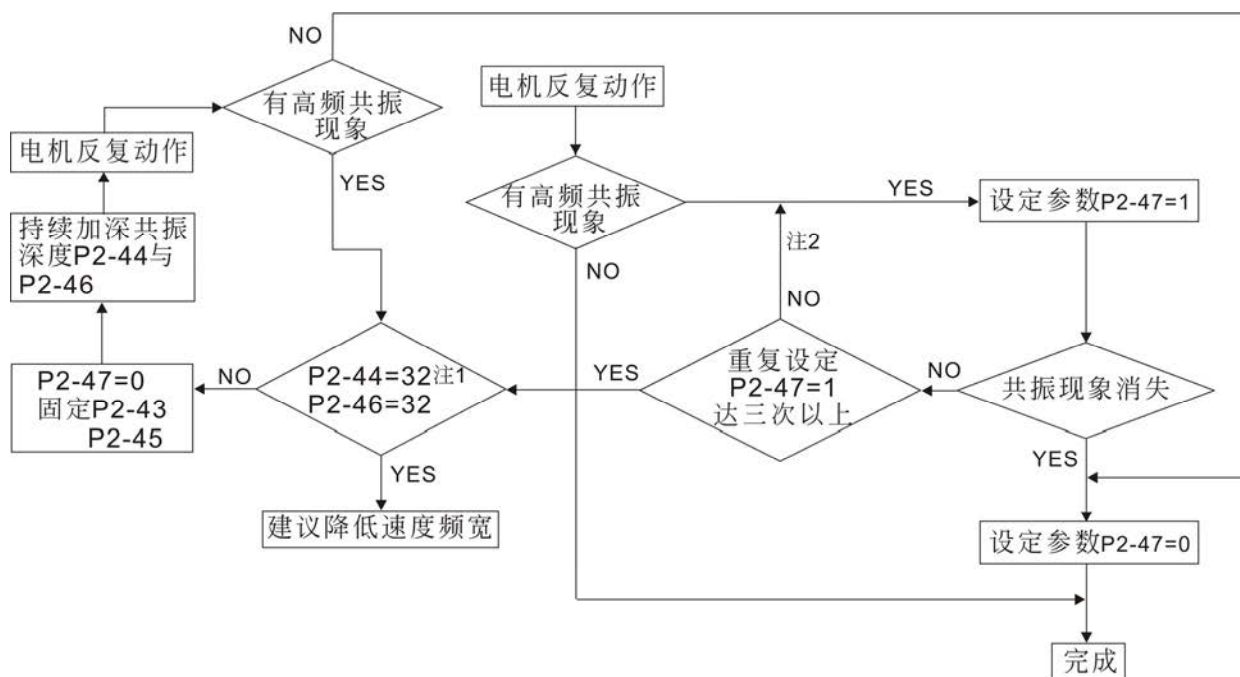 NO
有高频共振
现象
YES
电机反复动作
持续加深共振
深度P2-44与
P2-46
P2-47=0
固定P2-43
P2-45
NO
P2-44=32注1
P2-46=32
YES
建议降低速度频宽
电机反复动作
有高频共振
现象
YES
NO
设定参数P2-47=1
注2
NO
重复设定
P2-47=1
达三次以上
YES
NO
共振现象消失
YES
设定参数P2-47=0
完成